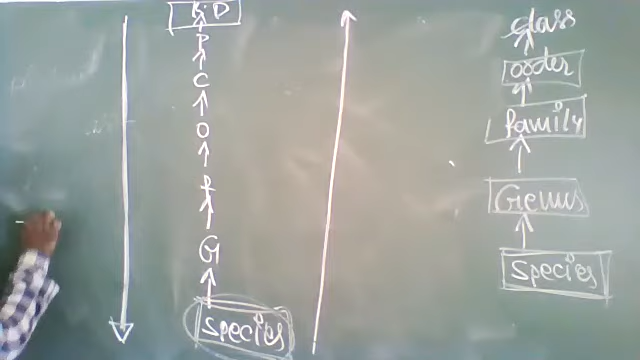 K.D
P
C
O
F
G
Species
class
order
family
Genus
Species